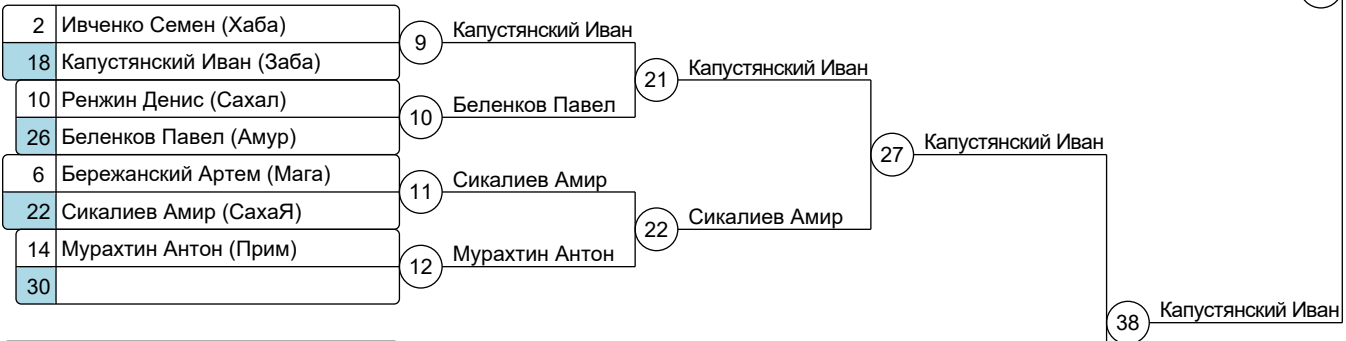 2 Ивченко Семен (Хаба)
18 Капустянский Иван (Заба)
9 Капустянский Иван
10 Ренжин Денис (Сахал)
26 Беленков Павел (Амур)
10 Беленков Павел
21 Капустянский Иван
6 Бережанский Артем (Мага)
22 Сикалиев Амир (СахаЯ)
11 Сикалиев Амир
14 Мурахтин Антон (Прим)
30
12 Мурахтин Антон
22 Сикалиев Амир
27 Капустянский Иван
38 Капустянский Иван